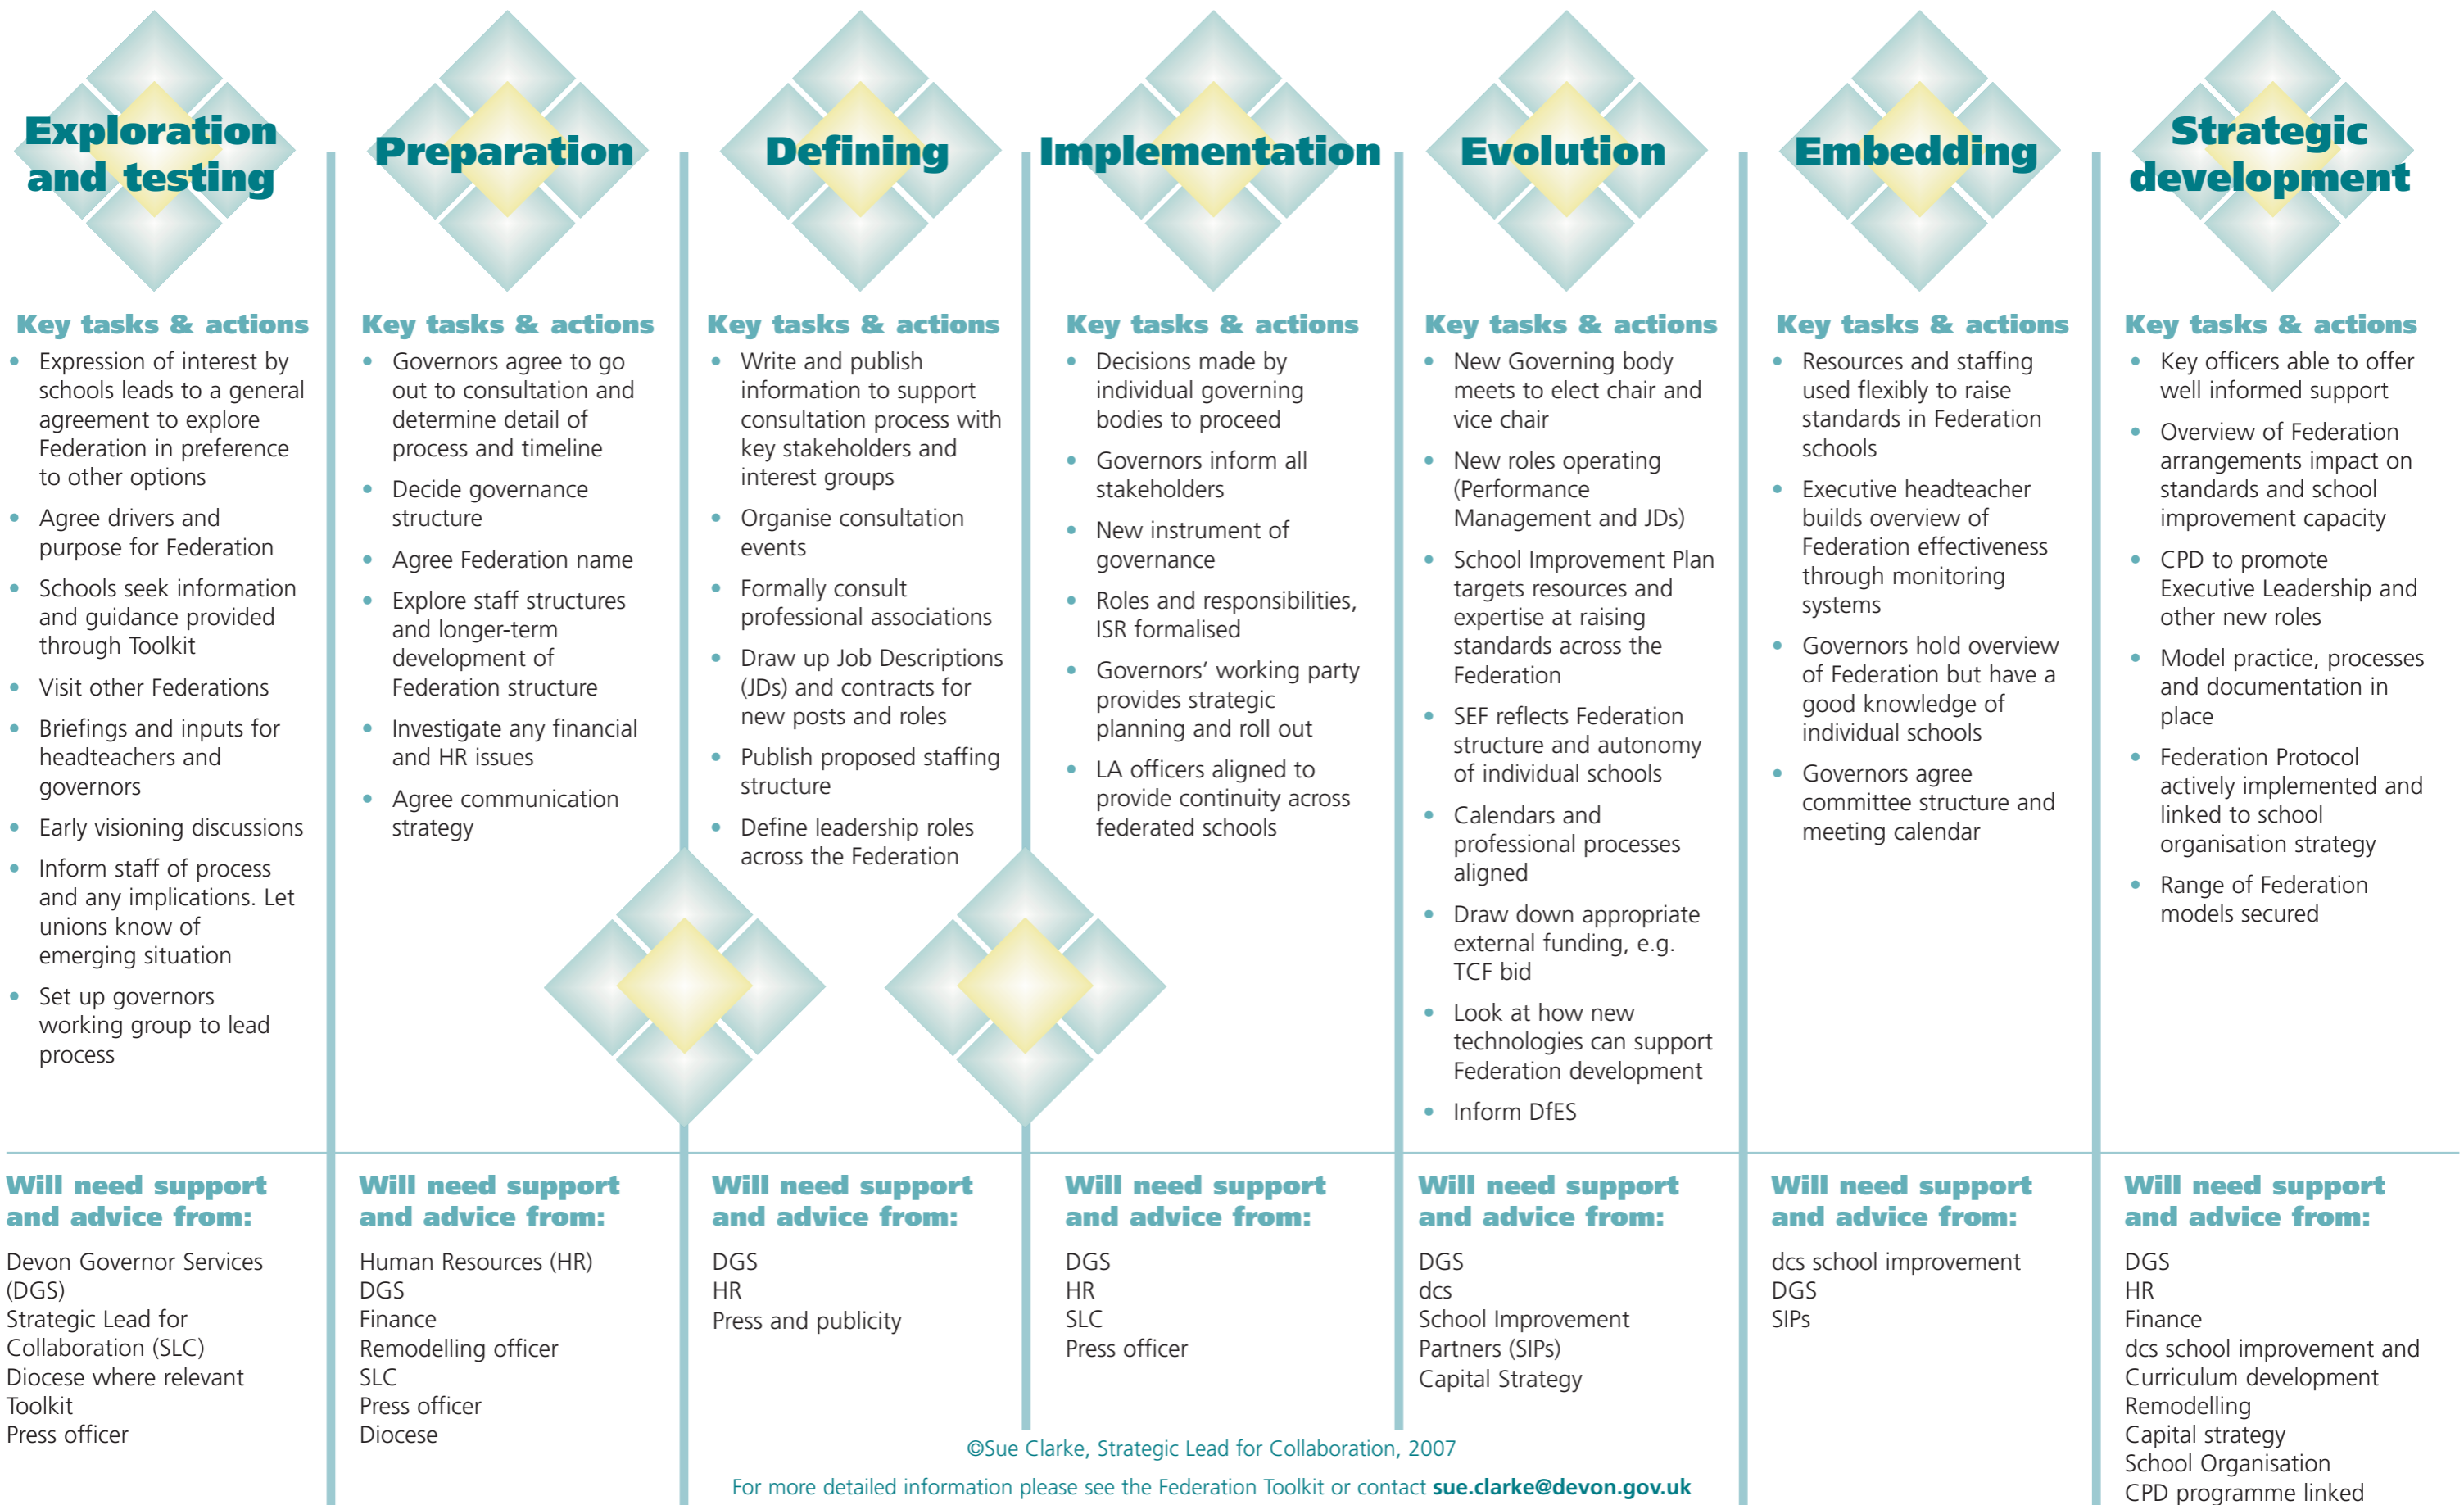 Exploration
and testing
Key tasks & actions
• Expression of interest by
schools leads to a general
agreement to explore
Federation in preference
to other options
• Agree drivers and
purpose for Federation
• Schools seek information
and guidance provided
through Toolkit
• Visit other Federations
• Briefings and inputs for
headteachers and
governors
• Early visioning discussions
• Inform staff of process
and any implications. Let
unions know of
emerging situation
• Set up governors
working group to lead
process
Will need support
and advice from:
Devon Governor Services
(DGS)
Strategic Lead for
Collaboration (SLC)
Diocese where relevant
Toolkit
Press officer
Preparation
Key tasks & actions
• Governors agree to go
out to consultation and
determine detail of
process and timeline
• Decide governance
structure
• Agree Federation name
• Explore staff structures
and longer-term
development of
Federation structure
• Investigate any financial
and HR issues
• Agree communication
strategy
Will need support
and advice from:
Human Resources (HR)
DGS
Finance
Remodelling officer
SLC
Press officer
Diocese
Defining
Key tasks & actions
• Write and publish
information to support
consultation process with
key stakeholders and
interest groups
• Organise consultation
events
• Formally consult
professional associations
• Draw up Job Descriptions
(JDs) and contracts for
new posts and roles
• Publish proposed staffing
structure
• Define leadership roles
across the Federation
Will need support
and advice from:
DGS
HR
Press and publicity
Implementation
Key tasks & actions
• Decisions made by
individual governing
bodies to proceed
• Governors inform all
stakeholders
• New instrument of
governance
• Roles and responsibilities,
ISR formalised
• Governors' working party
provides strategic
planning and roll out
• LA officers aligned to
provide continuity across
federated schools
Will need support
and advice from:
DGS
HR
SLC
Press officer
Evolution
Key tasks & actions
• New Governing body
meets to elect chair and
vice chair
• New roles operating
(Performance
Management and JDs)
• School Improvement Plan
targets resources and
expertise at raising
standards across the
Federation
• SEF reflects Federation
structure and autonomy
of individual schools
• Calendars and
professional processes
aligned
• Draw down appropriate
external funding, e.g.
TCF bid
• Look at how new
technologies can support
Federation development
• Inform DfES
Will need support
and advice from:
DGS
dcs
School Improvement
Partners (SIPs)
Capital Strategy
Embedding
Key tasks & actions
• Resources and staffing
used flexibly to raise
standards in Federation
schools
• Executive headteacher
builds overview of
Federation effectiveness
through monitoring
systems
• Governors hold overview
of Federation but have a
good knowledge of
individual schools
• Governors agree
committee structure and
meeting calendar
Will need support
and advice from:
dcs school improvement
DGS
SIPs
Strategic
development
Key tasks & actions
• Key officers able to offer
well informed support
• Overview of Federation
arrangements impact on
standards and school
improvement capacity
• CPD to promote
Executive Leadership and
other new roles
• Model practice, processes
and documentation in
place
• Federation Protocol
actively implemented and
linked to school
organisation strategy
• Range of Federation
models secured
Will need support
and advice from:
DGS
HR
Finance
dcs school improvement and
Curriculum development
Remodelling
Capital strategy
School Organisation
CPD programme linked
©Sue Clarke, Strategic Lead for Collaboration, 2007
For more detailed information please see the Federation Toolkit or contact sue.clarke@devon.gov.uk